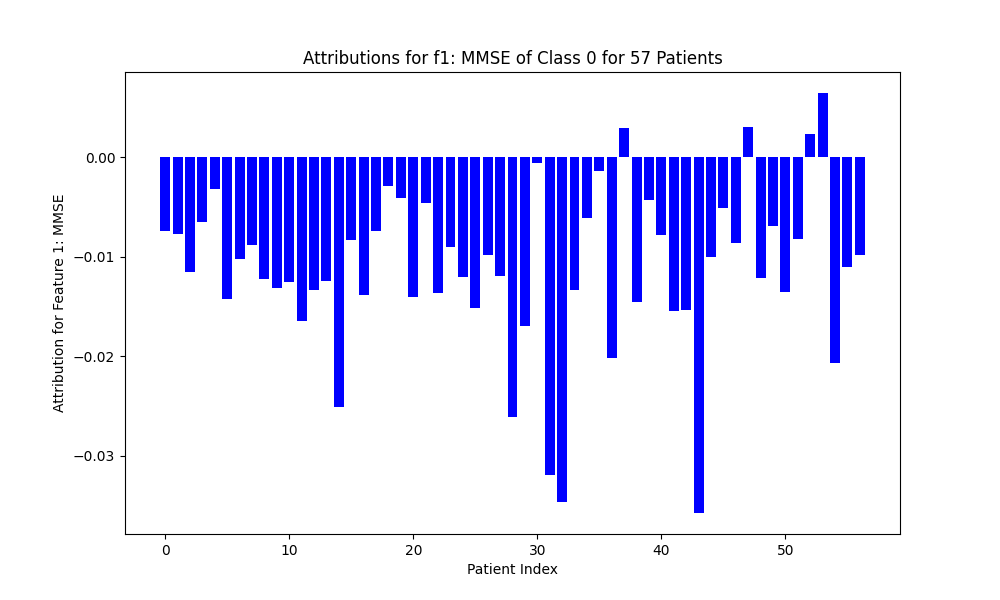 Attributions for f1: MMSE of Class 0 for 57 Patients
Attribution for Feature 1: MMSE
0.00
−0.01
−0.02
−0.03
0 10 20 30 40 50
Patient Index